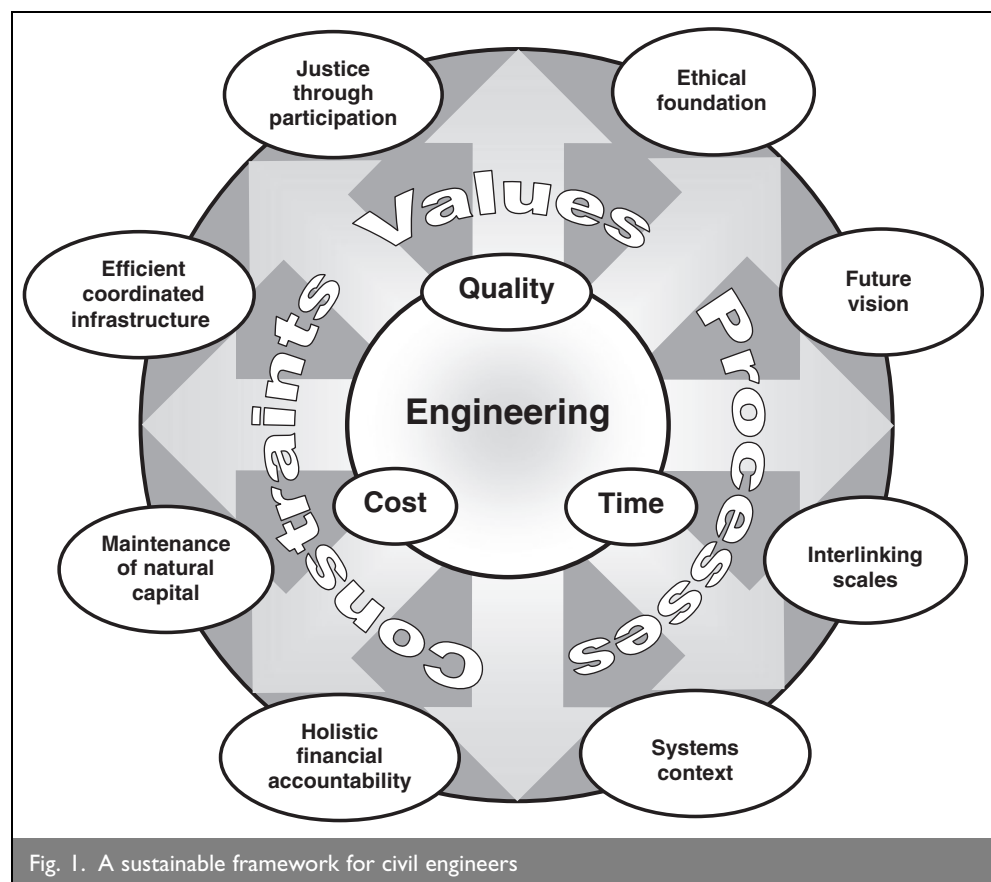 Justice
through
participation
Ethical
foundation
Values
Efficient
coordinated
infrastructure
Quality
Future
vision
Constraints
Processes
Engineering
Cost
Time
Maintenance
of natural
capital
Interlinking
scales
Holistic
financial
accountability
Systems
context
Fig. 1. A sustainable framework for civil engineers